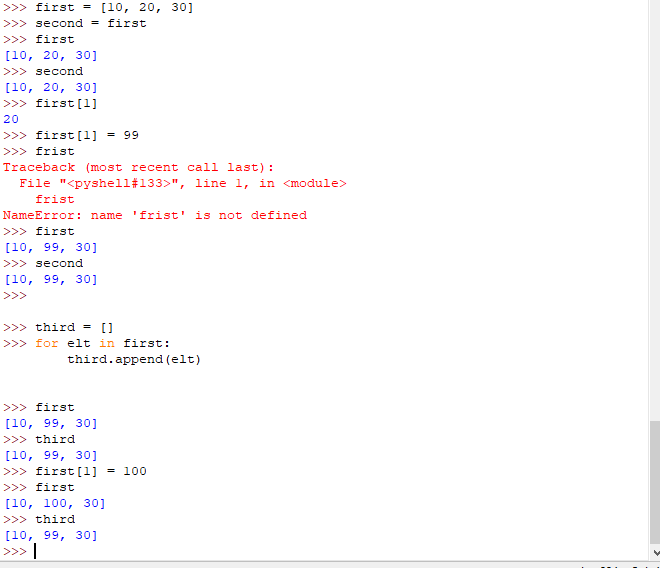 >>> first = [10, 20, 30]
>>> second = first
>>> first
[10, 20, 30]
>>> second
[10, 20, 30]
>>> first[1]
20
>>> first[1] = 99
>>> frist
Traceback (most recent call last):
  File "<pyshell#133>", line 1, in <module>
    frist
NameError: name 'frist' is not defined
>>> first
[10, 99, 30]
>>> second
[10, 99, 30]
>>>
>>> third = []
>>> for elt in first:
        third.append(elt)
>>> first
[10, 99, 30]
>>> third
[10, 99, 30]
>>> first[1] = 100
>>> first
[10, 100, 30]
>>> third
[10, 99, 30]
>>>